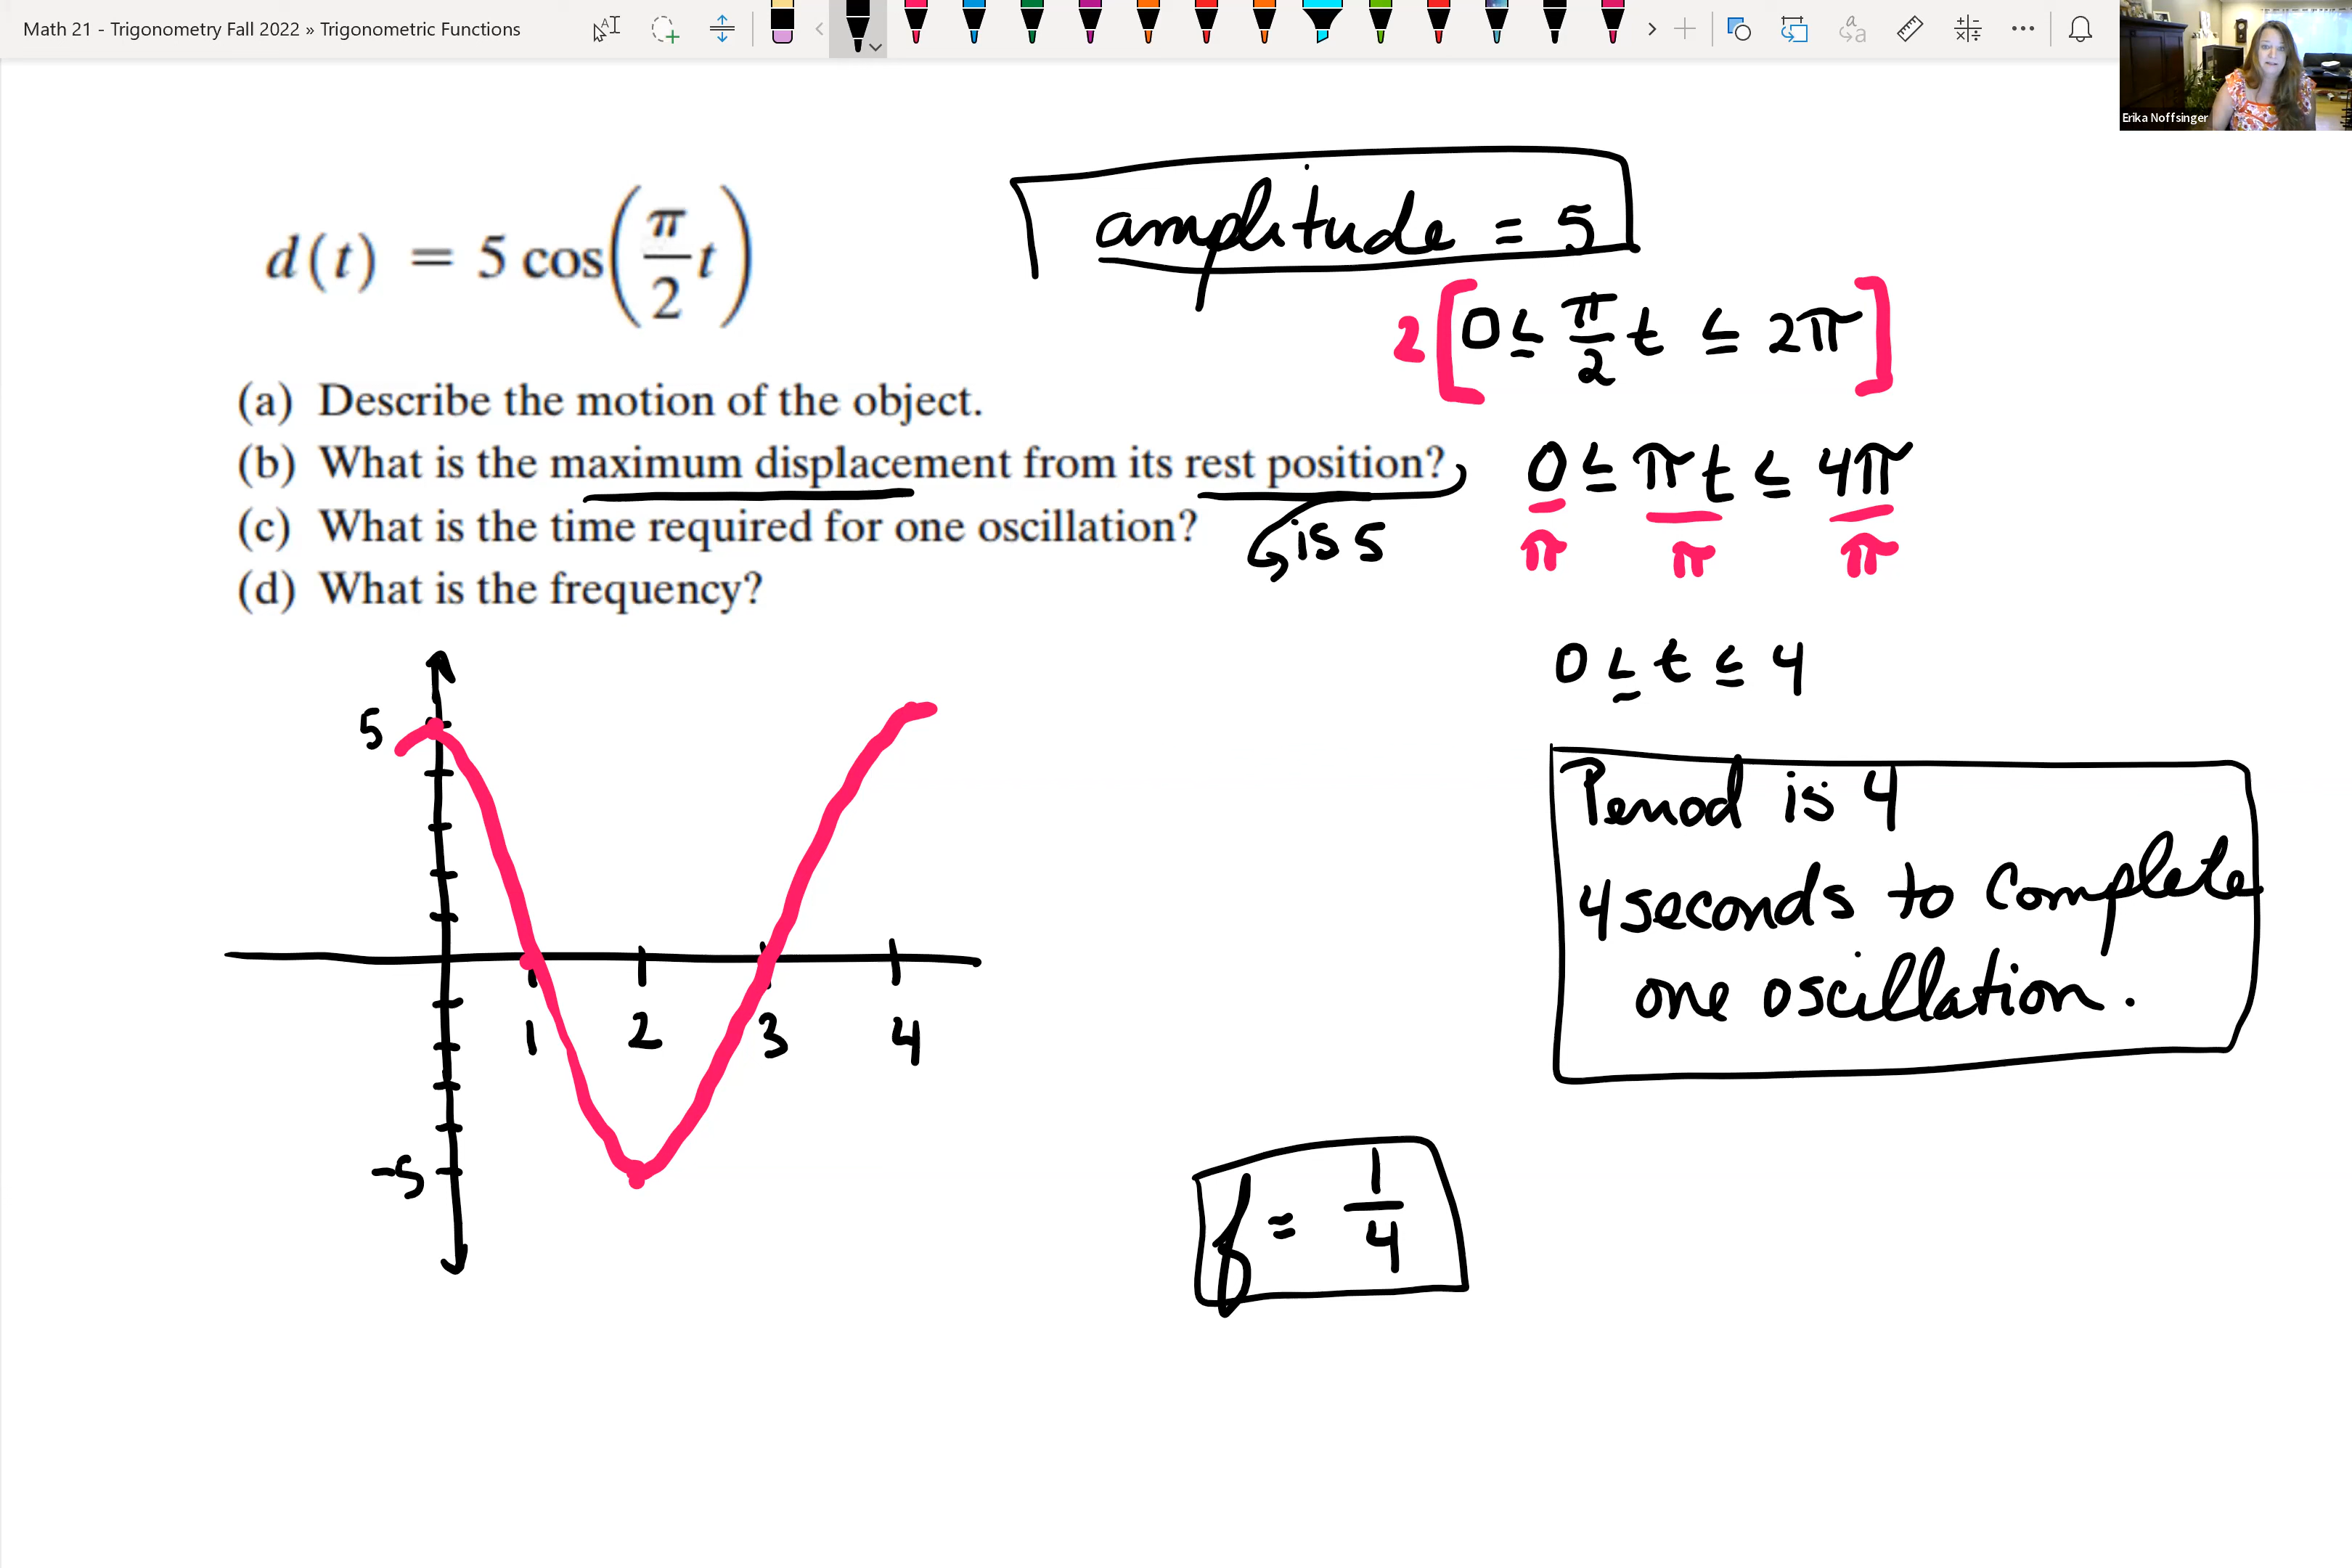 Math 21 - Trigonometry Fall 2022 » Trigonometric Functions
Erika Noffsinger
amplitude = 5
d(t) = 5 cos(π/2 t)
2[0 ≤ π/2 t ≤ 2π]
(a) Describe the motion of the object.
(b) What is the maximum displacement from its rest position?
is 5
(c) What is the time required for one oscillation?
(d) What is the frequency?
0 ≤ πt ≤ 4π
π π π
0 ≤ t ≤ 4
5
-5
1 2 3 4
Period is 4
4 seconds to complete
one oscillation.
f = 1/4